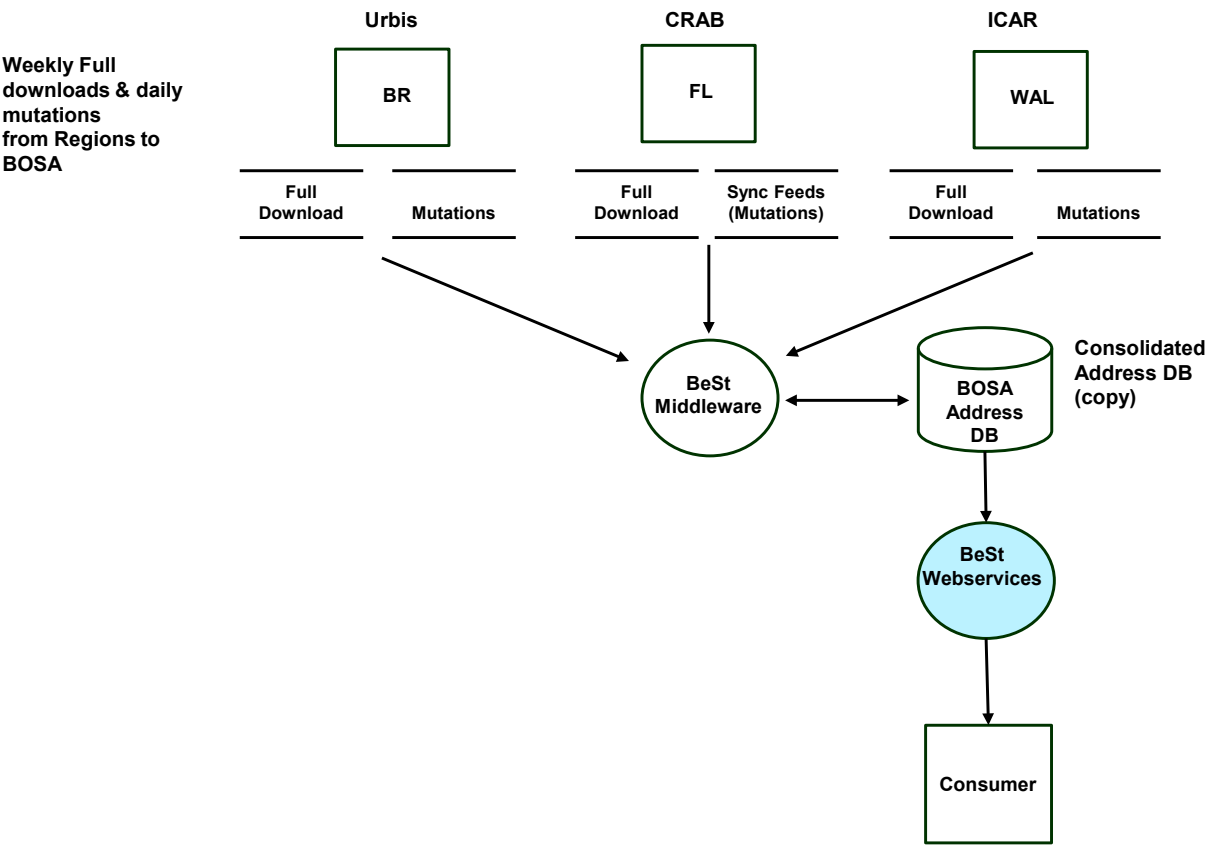 Urbis
CRAB
ICAR
Weekly Full
downloads & daily
mutations
from Regions to
BOSA
BR
FL
WAL
Full
Download
Mutations
Full
Download
Sync Feeds
(Mutations)
Full
Download
Mutations
BeSt
Middleware
BOSA
Address
DB
Consolidated
Address DB
(copy)
BeSt
Webservices
Consumer